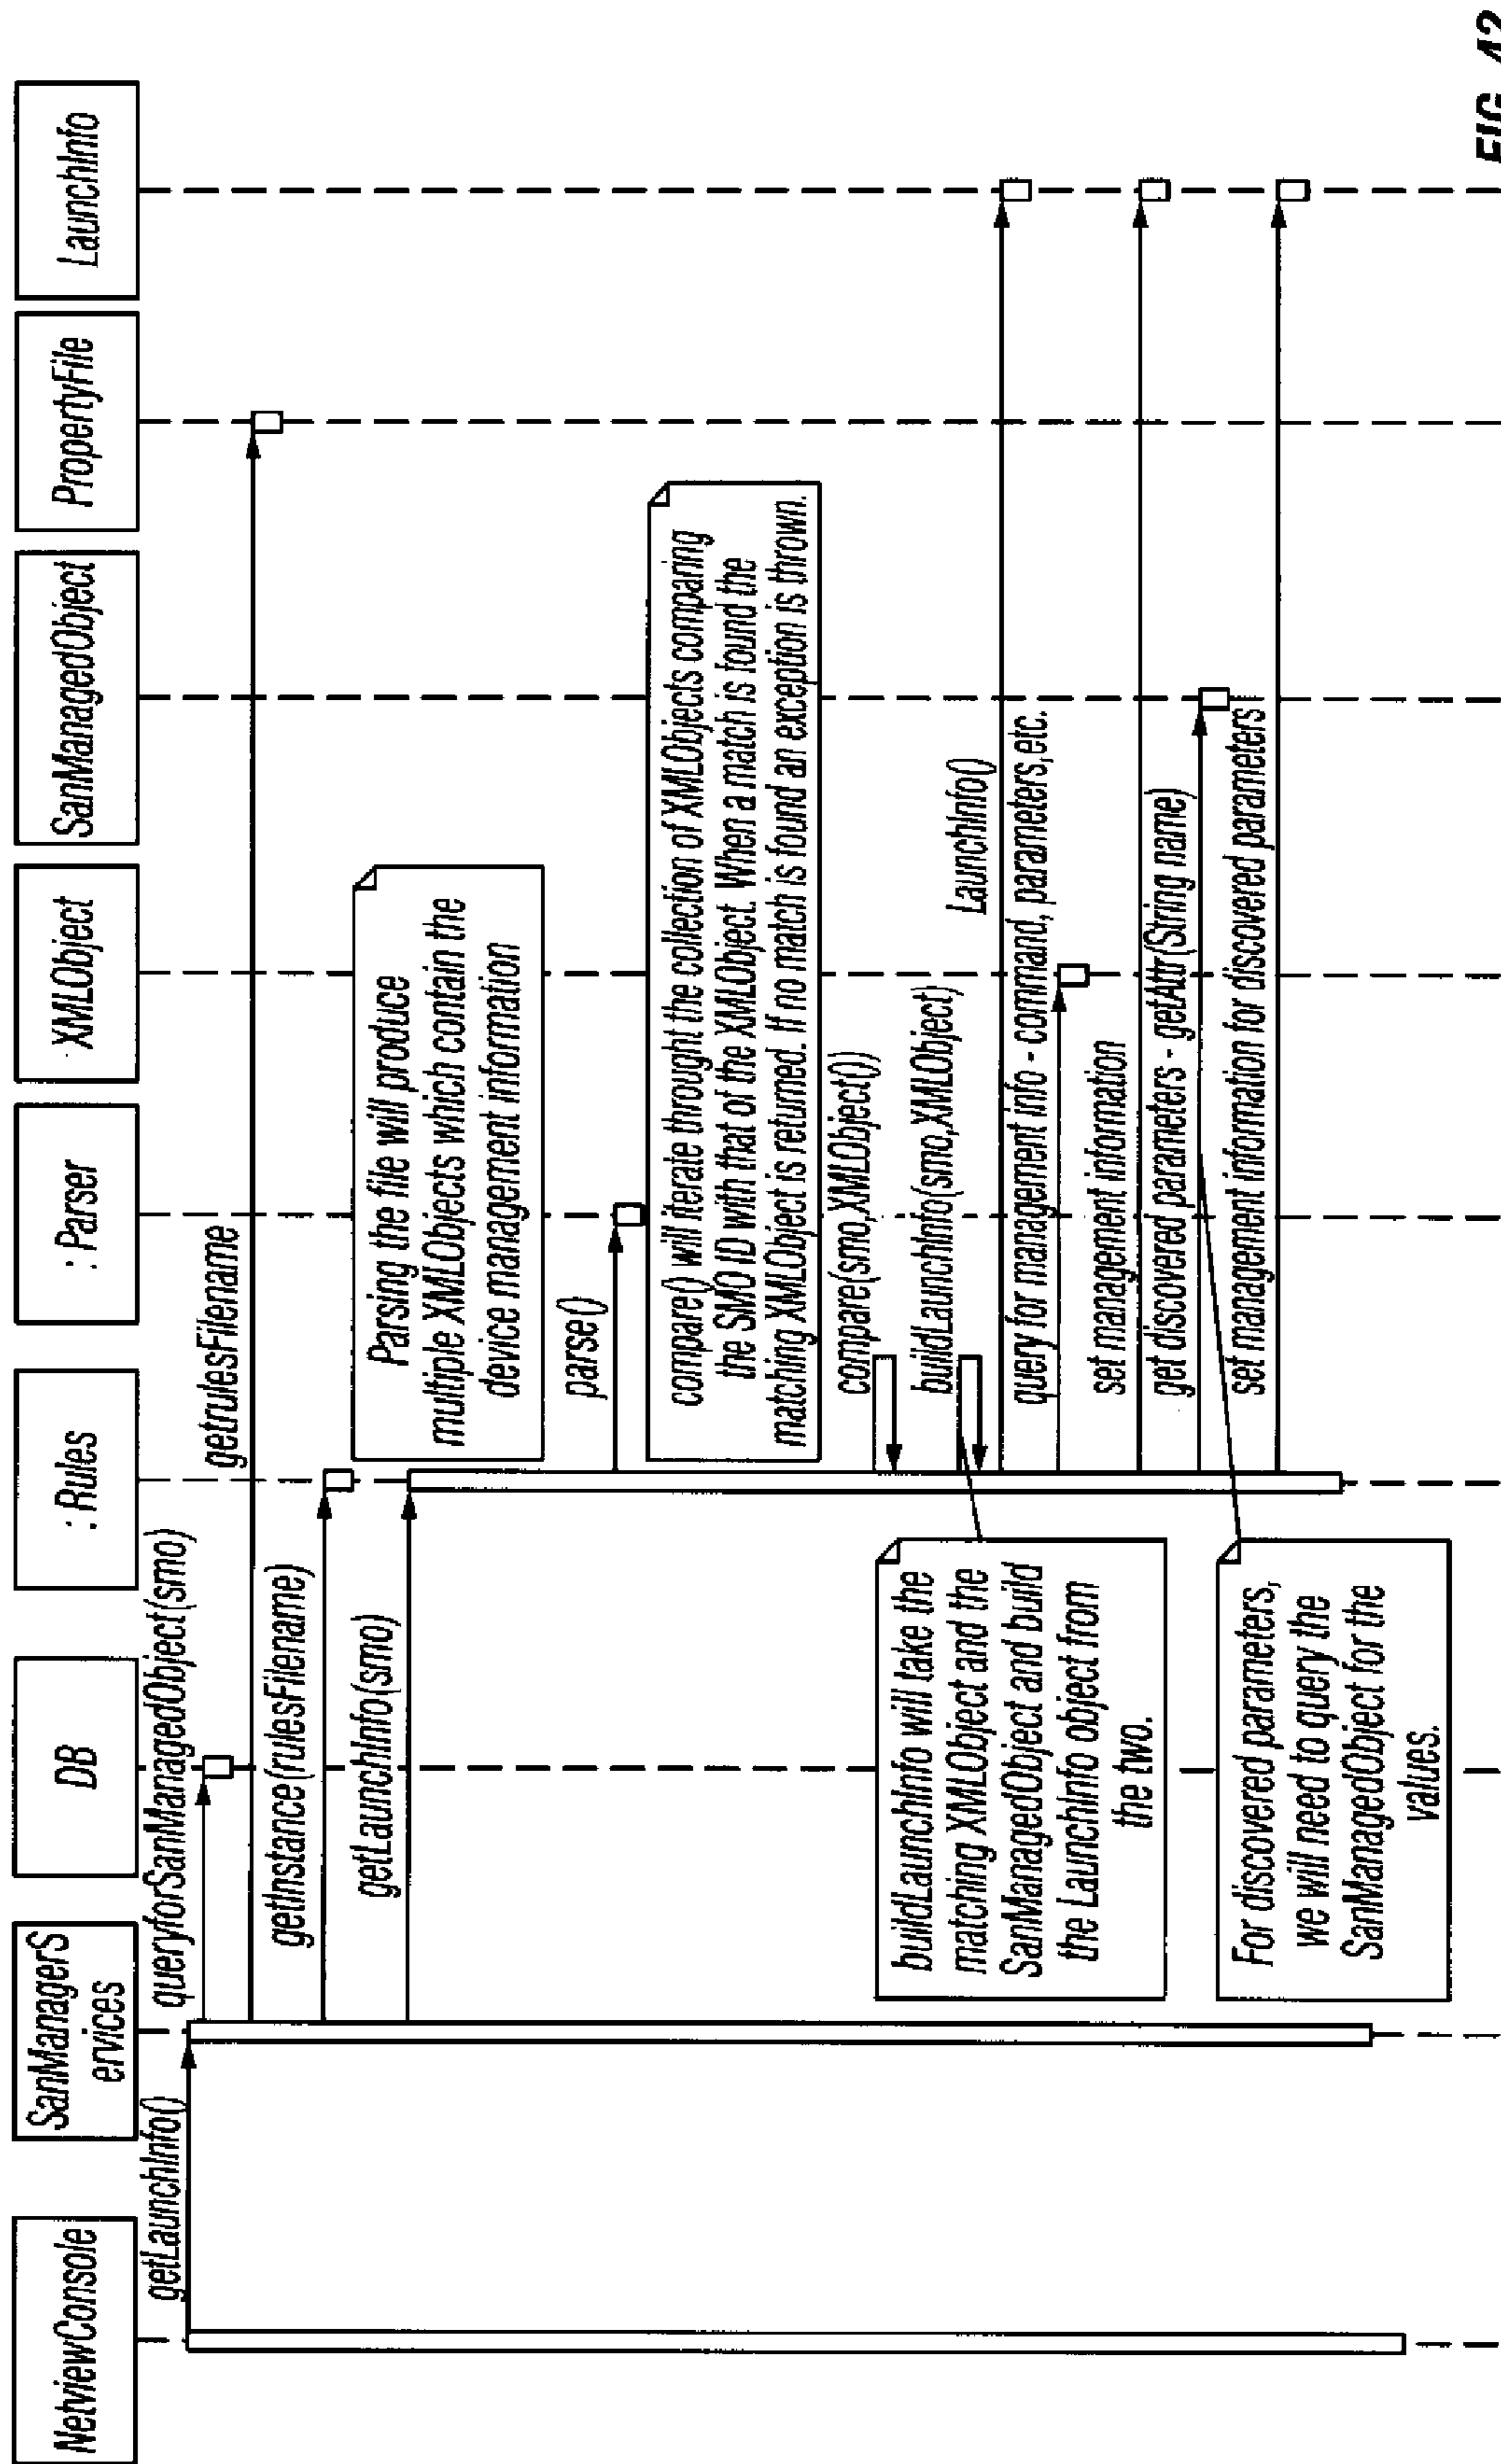 NetviewConsole
SanManagerS
ervices
DB
: Rules
: Parser
XMLObject
SanManagedObject
PropertyFile
LaunchInfo
getLaunchInfo()
queryforSanManagedObject(smo)
getrulesFilename
getInstance(rulesFilename)
getLaunchInfo(smo)
Parsing the file will produce
multiple XMLObjects which contain the
device management information
parse()
compare() will iterate throught the collection of XMLObjects comparing
the SMO ID with that of the XMLObject. When a match is found the
matching XMLObject is returned. If no match is found an exception is thrown.
compare(smo,XMLObject())
buildLaunchInfo(smo,XMLObject)
buildLaunchInfo will take the
matching XMLObject and the
SanManagedObject and build
the LaunchInfo object from
the two.
LaunchInfo()
query for management info - command, parameters,etc.
set management information
get discovered parameters - getAttr(String name)
For discovered parameters,
we will need to query the
SanManagedObject for the
values.
set management information for discovered parameters
FIG. 42